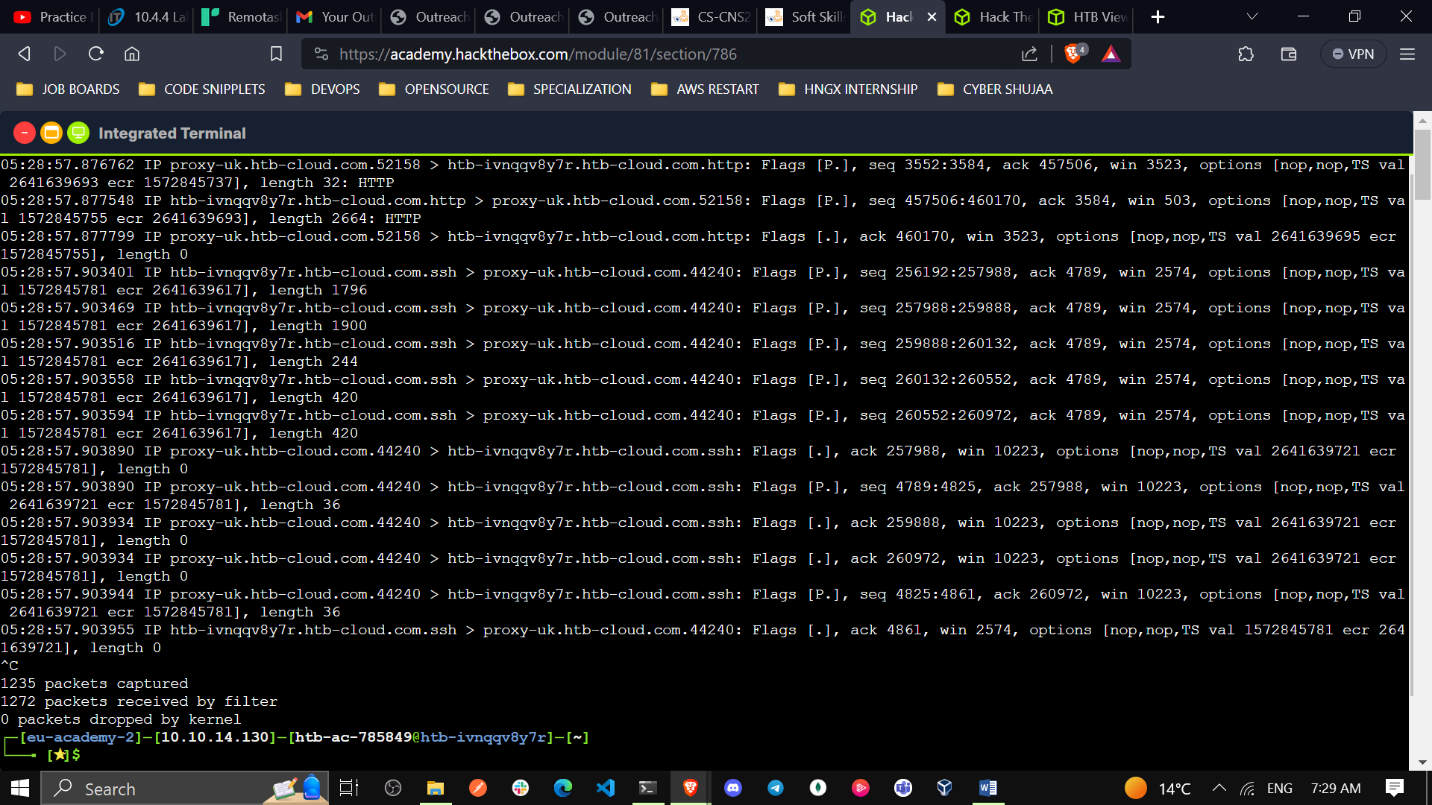 Practice
10.4.4 La
Remotas
Your Out
Outreach
Outreach
Outreach
CS-CNS2
Soft Skills
Hac
Hack The
HTB View
https://academy.hackthebox.com/module/81/section/786
4
VPN
JOB BOARDS
CODE SNIPPLETS
DEVOPS
OPENSOURCE
SPECIALIZATION
AWS RESTART
HNGX INTERNSHIP
CYBER SHUJAA
Integrated Terminal
05:28:57.876762 IP proxy-uk.htb-cloud.com.52158 > htb-ivnqqv8y7r.htb-cloud.com.http: Flags [P.], seq 3552:3584, ack 457506, win 3523, options [nop,nop,TS val
2641639693 ecr 1572845737], length 32: HTTP
05:28:57.877548 IP htb-ivnqqv8y7r.htb-cloud.com.http > proxy-uk.htb-cloud.com.52158: Flags [P.], seq 457506:460170, ack 3584, win 503, options [nop,nop,TS va
l 1572845755 ecr 2641639693], length 2664: HTTP
05:28:57.877799 IP proxy-uk.htb-cloud.com.52158 > htb-ivnqqv8y7r.htb-cloud.com.http: Flags [.], ack 460170, win 3523, options [nop,nop,TS val 2641639695 ecr
1572845755], length 0
05:28:57.903401 IP htb-ivnqqv8y7r.htb-cloud.com.ssh > proxy-uk.htb-cloud.com.44240: Flags [P.], seq 256192:257988, ack 4789, win 2574, options [nop,nop,TS va
l 1572845781 ecr 2641639617], length 1796
05:28:57.903469 IP htb-ivnqqv8y7r.htb-cloud.com.ssh > proxy-uk.htb-cloud.com.44240: Flags [P.], seq 257988:259888, ack 4789, win 2574, options [nop,nop,TS va
l 1572845781 ecr 2641639617], length 1900
05:28:57.903516 IP htb-ivnqqv8y7r.htb-cloud.com.ssh > proxy-uk.htb-cloud.com.44240: Flags [P.], seq 259888:260132, ack 4789, win 2574, options [nop,nop,TS va
l 1572845781 ecr 2641639617], length 244
05:28:57.903558 IP htb-ivnqqv8y7r.htb-cloud.com.ssh > proxy-uk.htb-cloud.com.44240: Flags [P.], seq 260132:260552, ack 4789, win 2574, options [nop,nop,TS va
l 1572845781 ecr 2641639617], length 420
05:28:57.903594 IP htb-ivnqqv8y7r.htb-cloud.com.ssh > proxy-uk.htb-cloud.com.44240: Flags [P.], seq 260552:260972, ack 4789, win 2574, options [nop,nop,TS va
l 1572845781 ecr 2641639617], length 420
05:28:57.903890 IP proxy-uk.htb-cloud.com.44240 > htb-ivnqqv8y7r.htb-cloud.com.ssh: Flags [.], ack 257988, win 10223, options [nop,nop,TS val 2641639721 ecr
1572845781], length 0
05:28:57.903890 IP proxy-uk.htb-cloud.com.44240 > htb-ivnqqv8y7r.htb-cloud.com.ssh: Flags [P.], seq 4789:4825, ack 257988, win 10223, options [nop,nop,TS val
2641639721 ecr 1572845781], length 36
05:28:57.903934 IP proxy-uk.htb-cloud.com.44240 > htb-ivnqqv8y7r.htb-cloud.com.ssh: Flags [.], ack 259888, win 10223, options [nop,nop,TS val 2641639721 ecr
1572845781], length 0
05:28:57.903934 IP proxy-uk.htb-cloud.com.44240 > htb-ivnqqv8y7r.htb-cloud.com.ssh: Flags [.], ack 260972, win 10223, options [nop,nop,TS val 2641639721 ecr
1572845781], length 0
05:28:57.903944 IP proxy-uk.htb-cloud.com.44240 > htb-ivnqqv8y7r.htb-cloud.com.ssh: Flags [P.], seq 4825:4861, ack 260972, win 10223, options [nop,nop,TS val
2641639721 ecr 1572845781], length 36
05:28:57.903955 IP htb-ivnqqv8y7r.htb-cloud.com.ssh > proxy-uk.htb-cloud.com.44240: Flags [.], ack 4861, win 2574, options [nop,nop,TS val 1572845781 ecr 264
1639721], length 0
^C
1235 packets captured
1272 packets received by filter
0 packets dropped by kernel
[eu-academy-2]─[10.10.14.130]─[htb-ac-785849@htb-ivnqqv8y7r]─[~]
[★]$
Search
14°C
ENG
7:29 AM